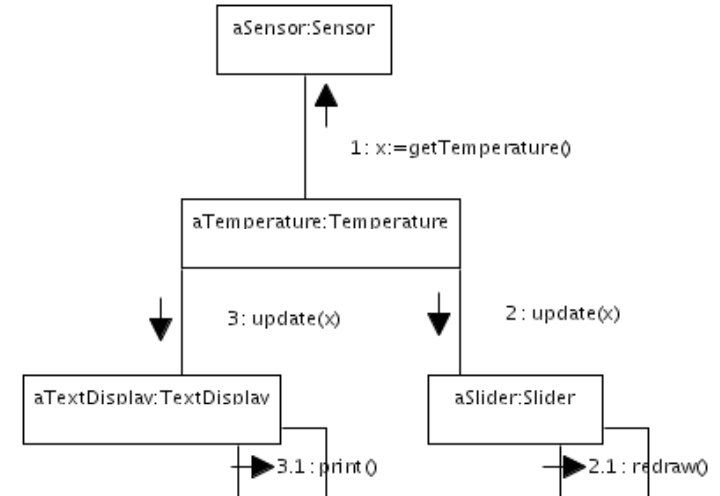 aSensor:Sensor
1: x:=getTemperature()
aTemperature:Temperature
3: update(x)
2: update(x)
aTextDisplay:TextDisplay
aSlider:Slider
3.1: print()
2.1: redraw()